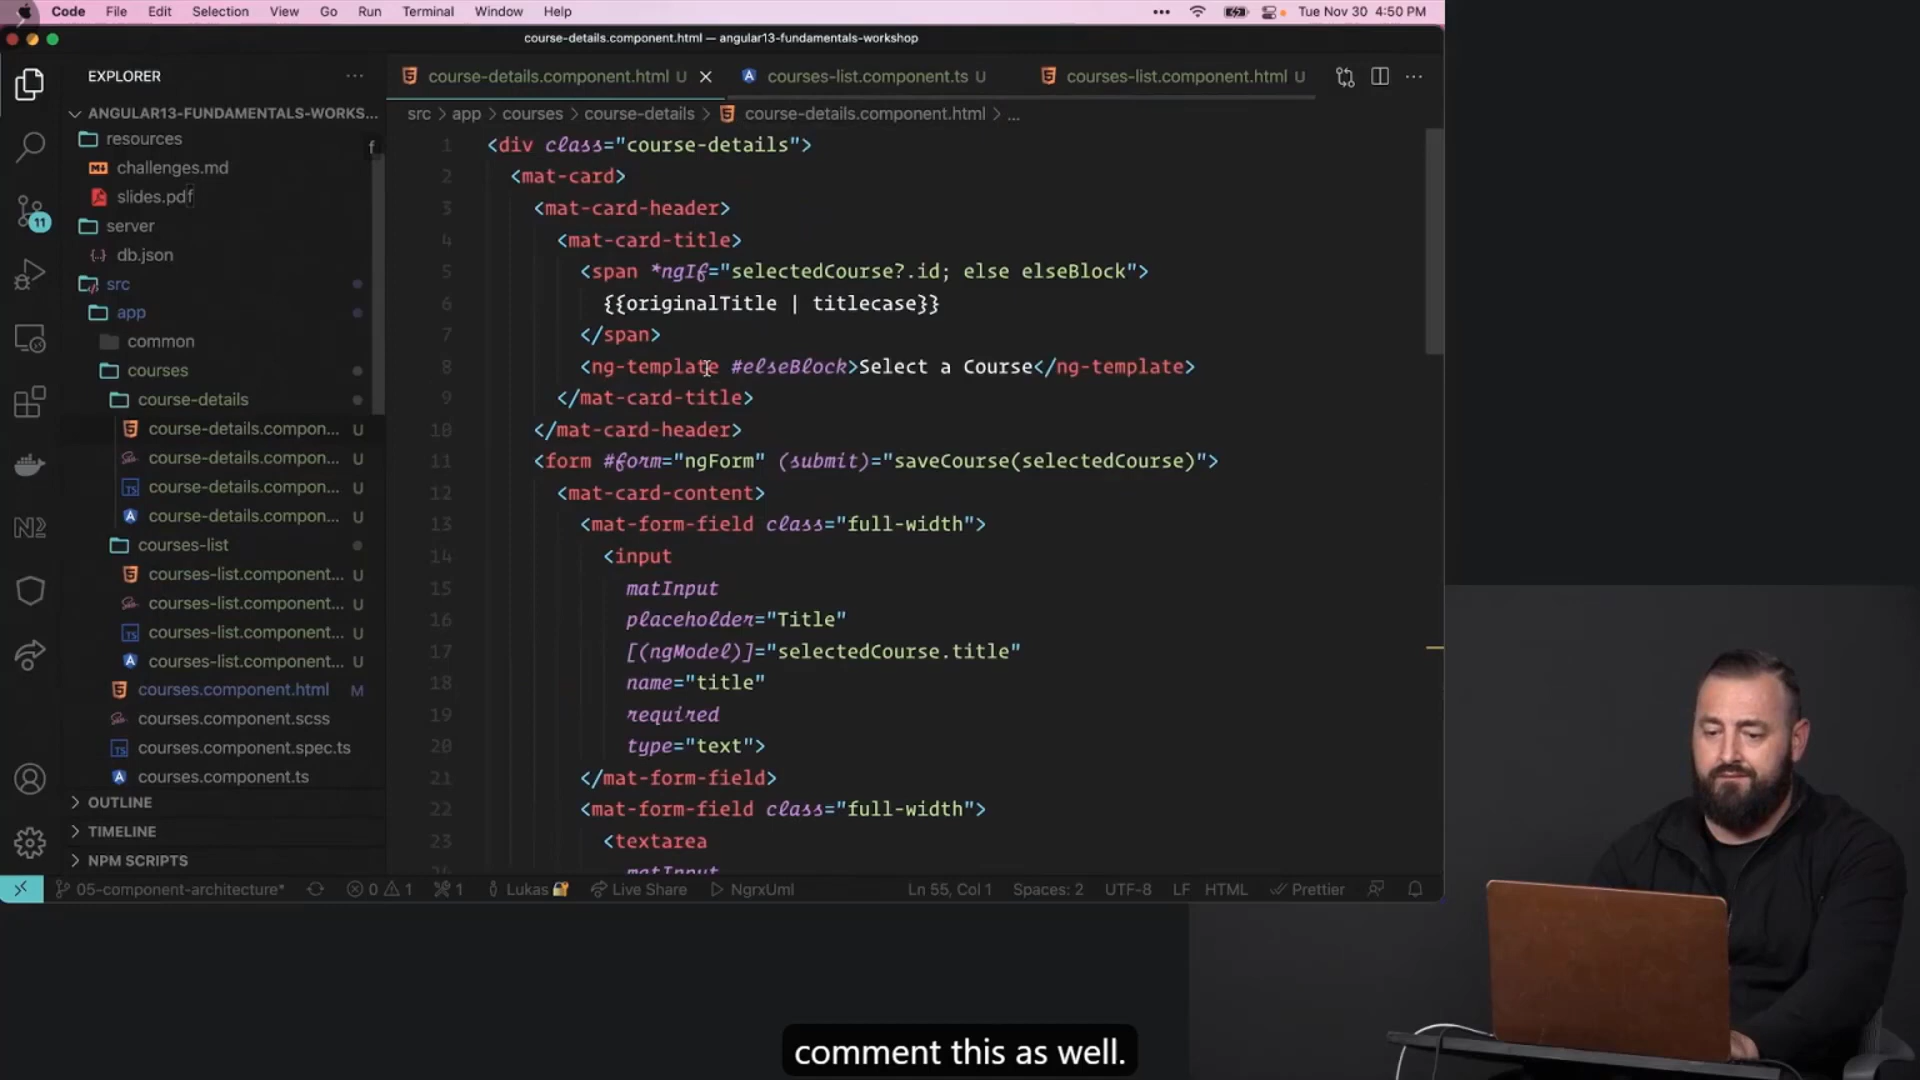 Code File Edit Selection View Go Run Terminal Window Help
Tue Nov 30 4:50 PM
course-details.component.html — angular13-fundamentals-workshop
EXPLORER
ANGULAR13-FUNDAMENTALS-WORKS...
resources
challenges.md
slides.pdf
server
db.json
src
app
common
courses
course-details
course-details.compon... U
course-details.compon... U
course-details.compon... U
course-details.compon... U
courses-list
courses-list.component... U
courses-list.component... U
courses-list.component... U
courses-list.component... U
courses.component.html M
courses.component.scss
courses.component.spec.ts
courses.component.ts
OUTLINE
TIMELINE
NPM SCRIPTS
11
course-details.component.html U courses-list.component.ts U courses-list.component.html U
src > app > courses > course-details > course-details.component.html > ...
1 <div class="course-details">
2 <mat-card>
3 <mat-card-header>
4 <mat-card-title>
5 <span *ngIf="selectedCourse?.id; else elseBlock">
6 {{originalTitle | titlecase}}
7 </span>
8 <ng-template #elseBlock>Select a Course</ng-template>
9 </mat-card-title>
10 </mat-card-header>
11 <form #form="ngForm" (submit)="saveCourse(selectedCourse)">
12 <mat-card-content>
13 <mat-form-field class="full-width">
14 <input
15 matInput
16 placeholder="Title"
17 [(ngModel)]="selectedCourse.title"
18 name="title"
19 required
20 type="text">
21 </mat-form-field>
22 <mat-form-field class="full-width">
23 <textarea
matInput
05-component-architecture* 0 1 1 Lukas Live Share NgrxUml Ln 55, Col 1 Spaces: 2 UTF-8 LF HTML Prettier
comment this as well.